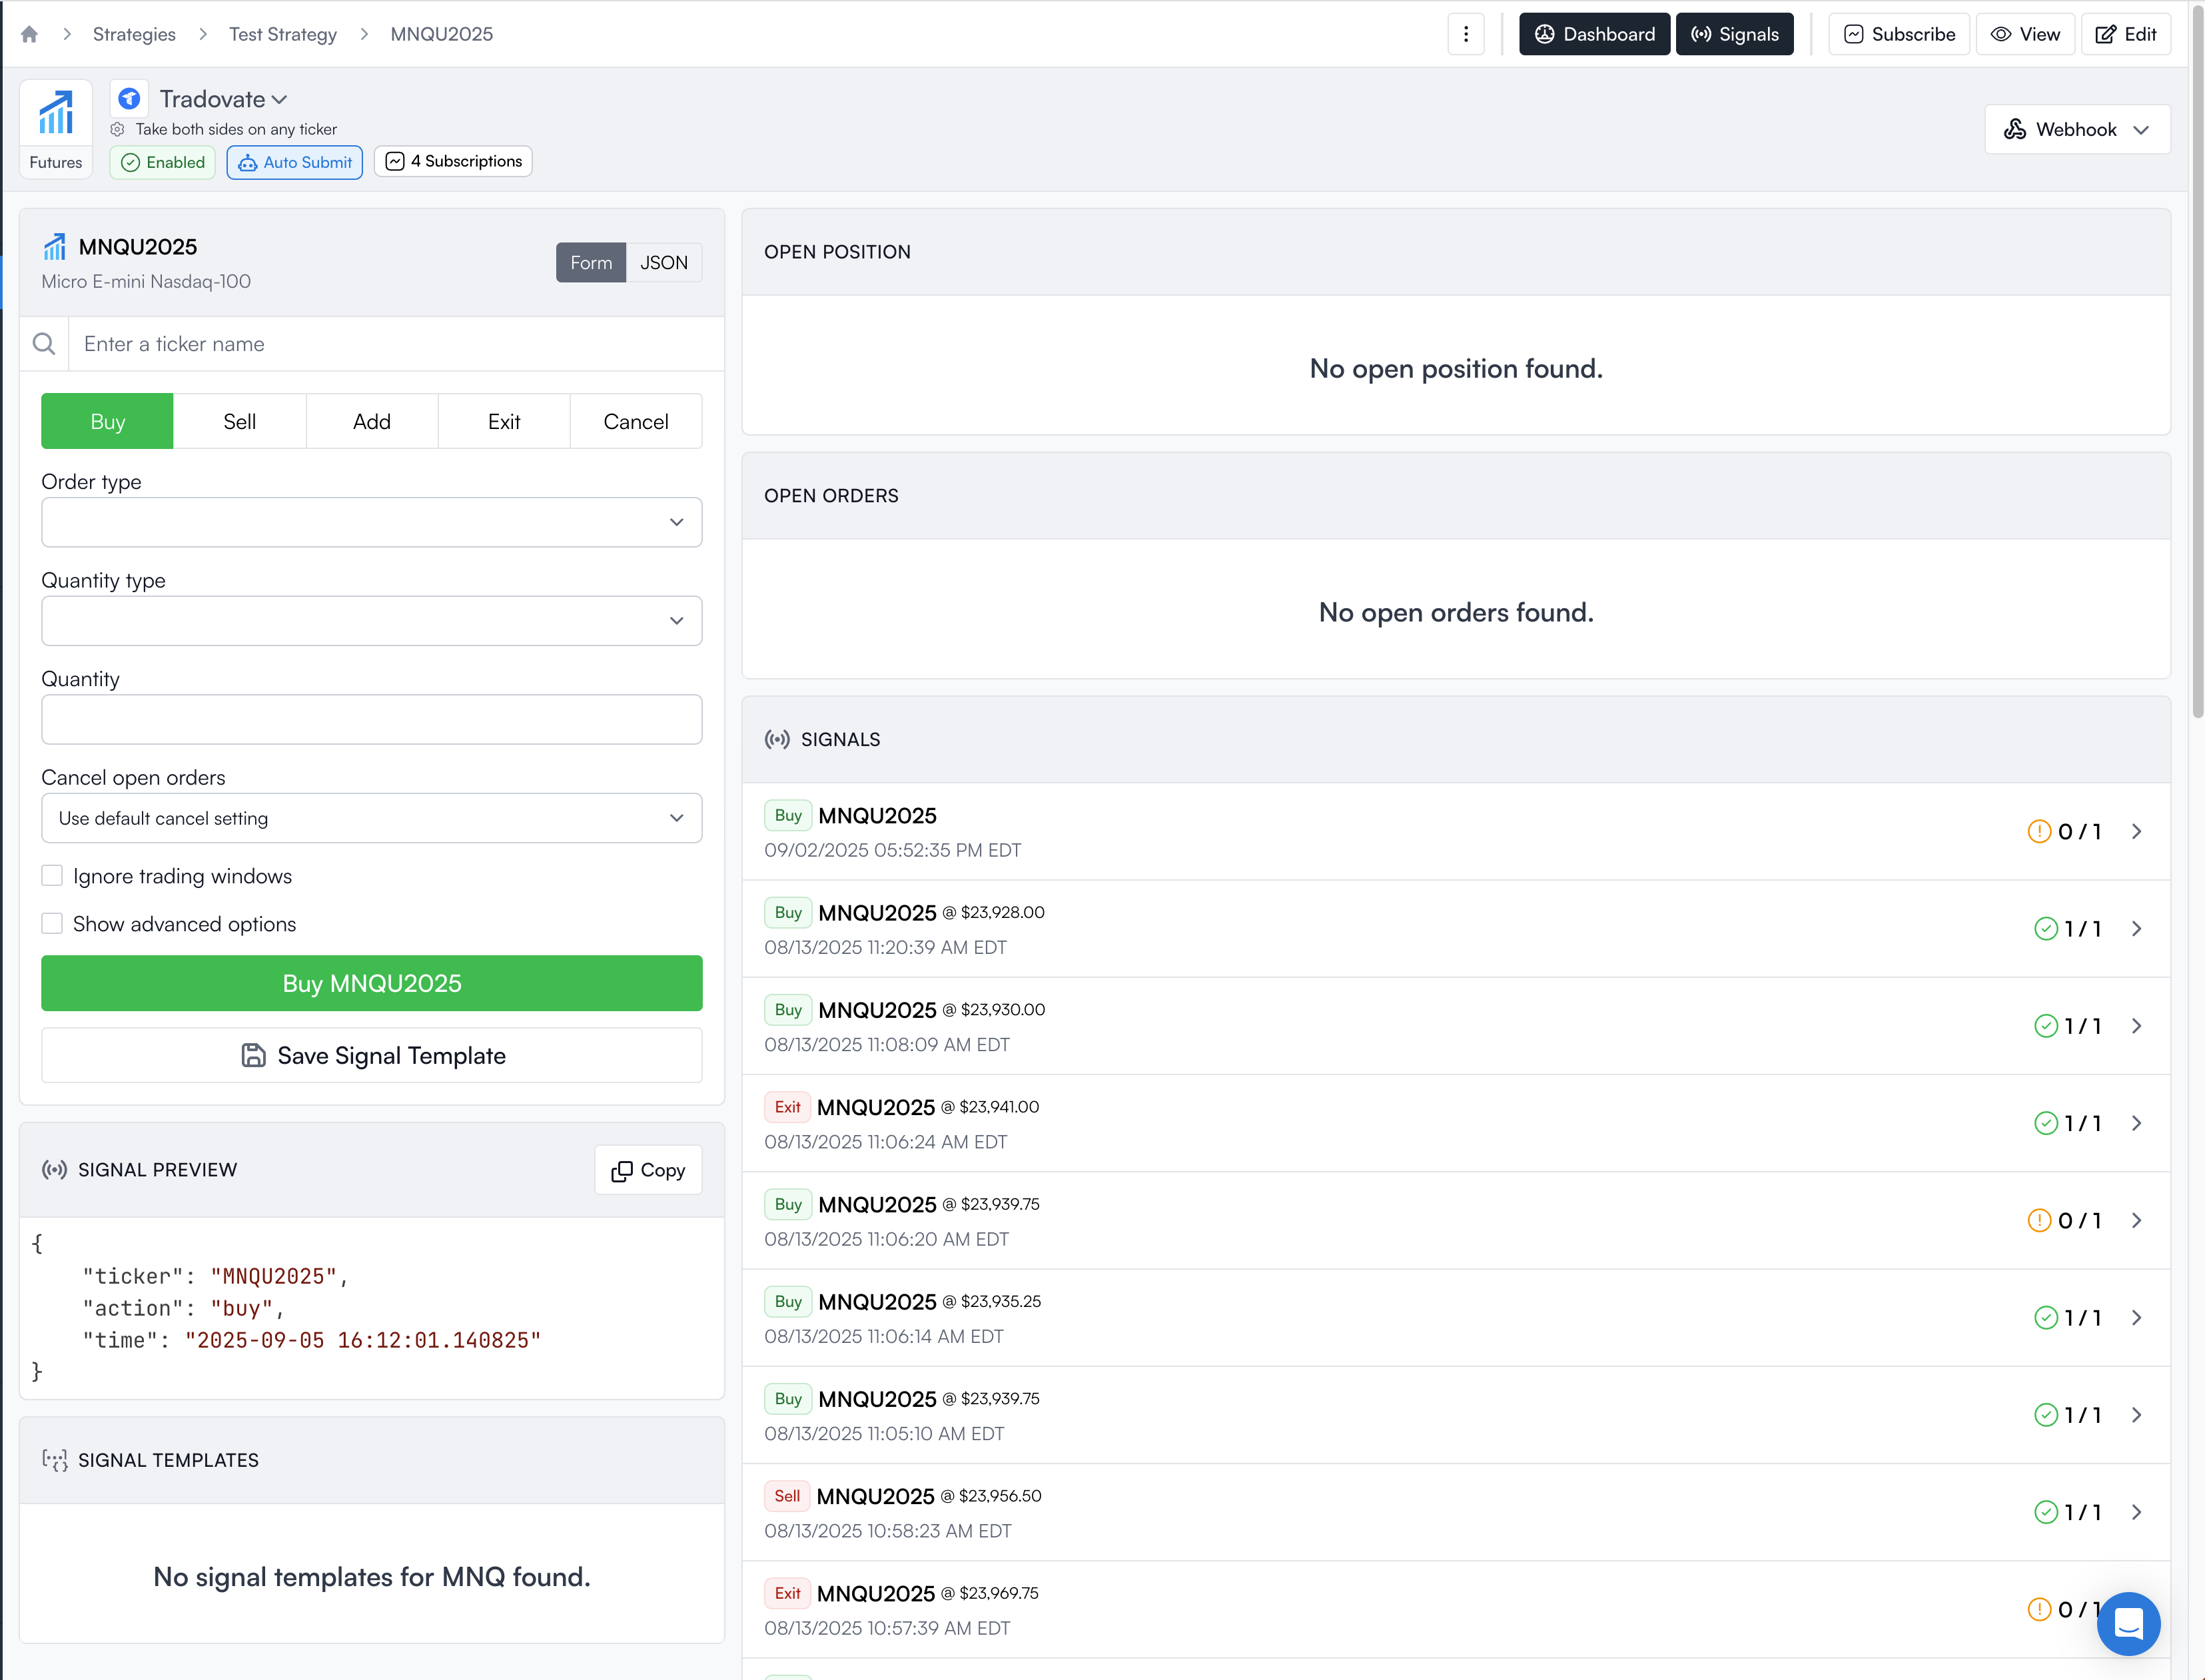 Strategies
Test Strategy
MNQU2025
Dashboard
Signals
Subscribe
View
Edit
Futures
Tradovate
Take both sides on any ticker
Enabled
Auto Submit
4 Subscriptions
Webhook
MNQU2025
Micro E-mini Nasdaq-100
Form
JSON
Enter a ticker name
Buy
Sell
Add
Exit
Cancel
Order type
Quantity type
Quantity
Cancel open orders
Use default cancel setting
Ignore trading windows
Show advanced options
Buy MNQU2025
Save Signal Template
SIGNAL PREVIEW
Copy
{
"ticker": "MNQU2025",
"action": "buy",
"time": "2025-09-05 16:12:01.140825"
}
SIGNAL TEMPLATES
No signal templates for MNQ found.
OPEN POSITION
No open position found.
OPEN ORDERS
No open orders found.
SIGNALS
Buy MNQU2025
09/02/2025 05:52:35 PM EDT
0 / 1
Buy MNQU2025 @ $23,928.00
08/13/2025 11:20:39 AM EDT
1 / 1
Buy MNQU2025 @ $23,930.00
08/13/2025 11:08:09 AM EDT
1 / 1
Exit MNQU2025 @ $23,941.00
08/13/2025 11:06:24 AM EDT
1 / 1
Buy MNQU2025 @ $23,939.75
08/13/2025 11:06:20 AM EDT
0 / 1
Buy MNQU2025 @ $23,935.25
08/13/2025 11:06:14 AM EDT
1 / 1
Buy MNQU2025 @ $23,939.75
08/13/2025 11:05:10 AM EDT
1 / 1
Sell MNQU2025 @ $23,956.50
08/13/2025 10:58:23 AM EDT
1 / 1
Exit MNQU2025 @ $23,969.75
08/13/2025 10:57:39 AM EDT
0 / 1